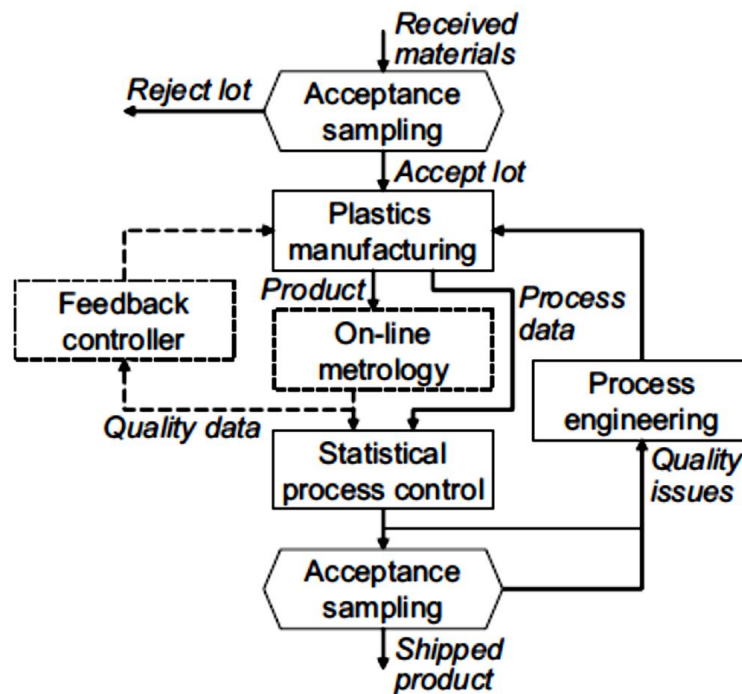 Received
materials
Reject lot
Acceptance
sampling
Accept lot
Plastics
manufacturing
Product
Process
data
Feedback
controller
On-line
metrology
Process
engineering
Quality data
Statistical
process control
Quality
issues
Acceptance
sampling
Shipped
product